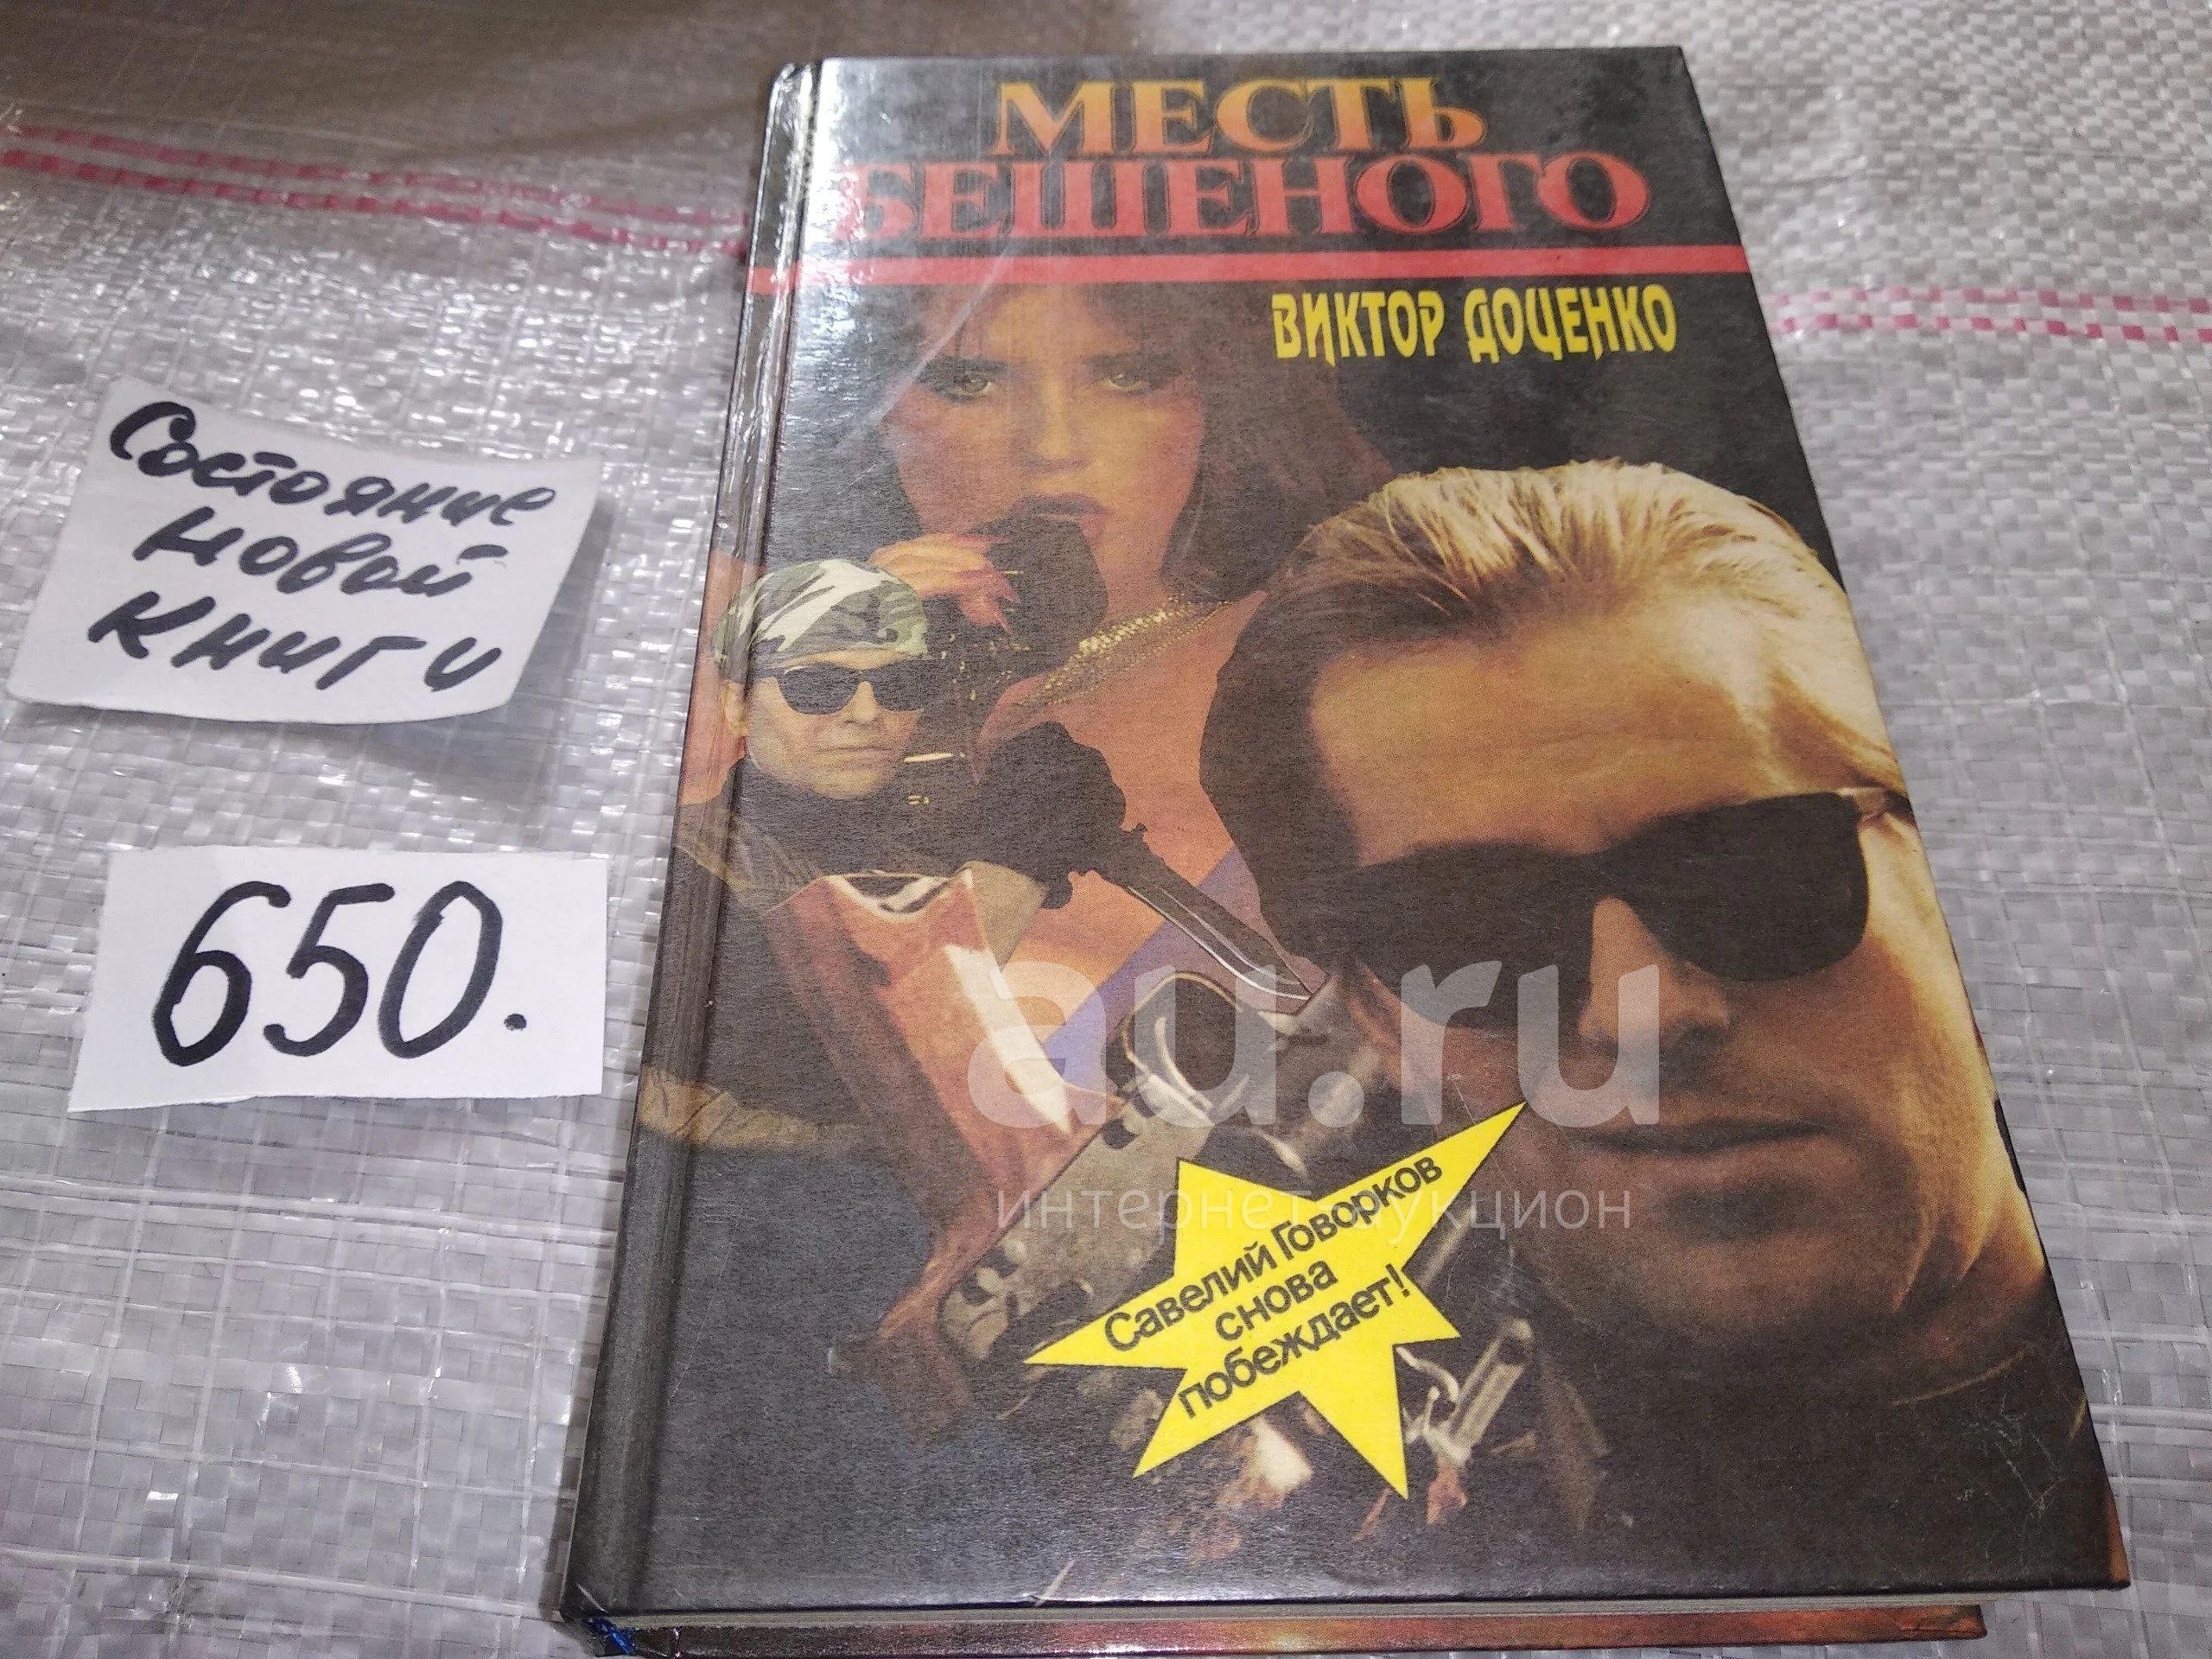 МЕСТЬ
БЕШЕНОГО
ВИКТОР ДОЦЕНКО
Состояние
новой
книги
650.
au.ru
интернет аукцион
Савелий Говорков
снова
побеждает!